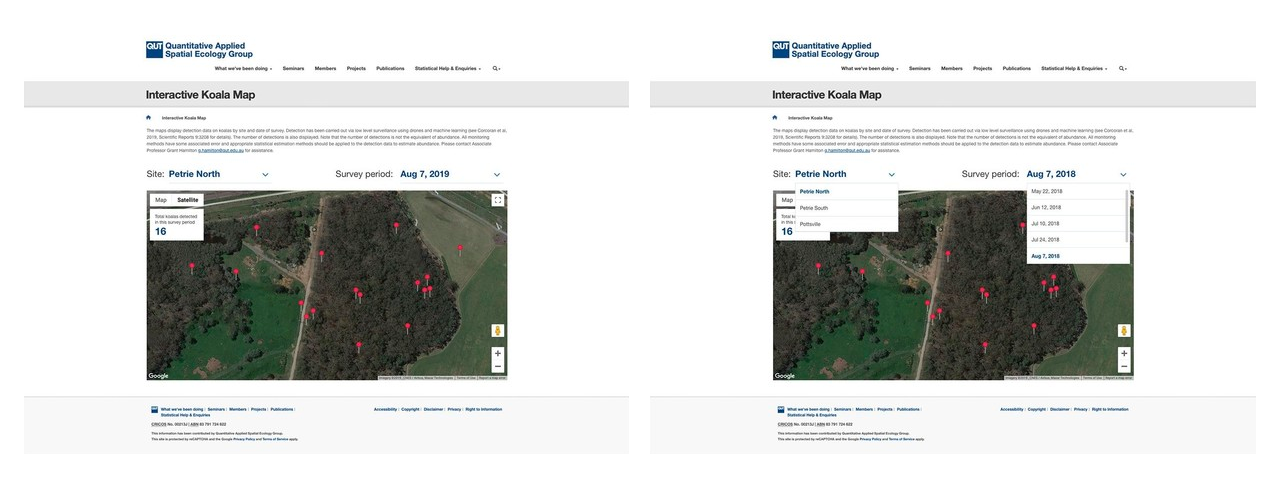 QUT Quantitative Applied
Spatial Ecology Group
What we've been doing Seminars Members Projects Publications Statistical Help & Enquiries
Interactive Koala Map
Interactive Koala Map
The maps display detection data on koalas by site and date of survey. Detection has been carried out via low level surveillance using drones and machine learning (see Corcoran et al,
2019, Scientific Reports 9:3208 for details). The number of detections is also displayed. Note that the number of detections is not the equivalent of abundance. All monitoring
methods have some associated error and appropriate statistical estimation methods should be applied to the detection data to estimate abundance. Please contact Associate
Professor Grant Hamilton g.hamilton@qut.edu.au for assistance.
Site: Petrie North Survey period: Aug 7, 2019
Map Satellite
Total koalas detected
in this survey period
16
Google
Terms of Use Report a map error
What we've been doing Seminars Members Projects Publications
Statistical Help & Enquiries
Accessibility Copyright Disclaimer Privacy Right to Information
CRICOS No. 00213J | ABN 83 791 724 622
This information has been contributed by Quantitative Applied Spatial Ecology Group.
This site is protected by reCAPTCHA and the Google Privacy Policy and Terms of Service apply.
QUT Quantitative Applied
Spatial Ecology Group
What we've been doing Seminars Members Projects Publications Statistical Help & Enquiries
Interactive Koala Map
Interactive Koala Map
The maps display detection data on koalas by site and date of survey. Detection has been carried out via low level surveillance using drones and machine learning (see Corcoran et al,
2019, Scientific Reports 9:3208 for details). The number of detections is also displayed. Note that the number of detections is not the equivalent of abundance. All monitoring
methods have some associated error and appropriate statistical estimation methods should be applied to the detection data to estimate abundance. Please contact Associate
Professor Grant Hamilton g.hamilton@qut.edu.au for assistance.
Site: Petrie North Survey period: Aug 7, 2018
Map
Total
in this
16
Petrie North
Petrie South
Pottsville
May 22, 2018
Jun 12, 2018
Jul 10, 2018
Jul 24, 2018
Aug 7, 2018
Google
Terms of Use Report a map error
What we've been doing Seminars Members Projects Publications
Statistical Help & Enquiries
Accessibility Copyright Disclaimer Privacy Right to Information
CRICOS No. 00213J | ABN 83 791 724 622
This information has been contributed by Quantitative Applied Spatial Ecology Group.
This site is protected by reCAPTCHA and the Google Privacy Policy and Terms of Service apply.